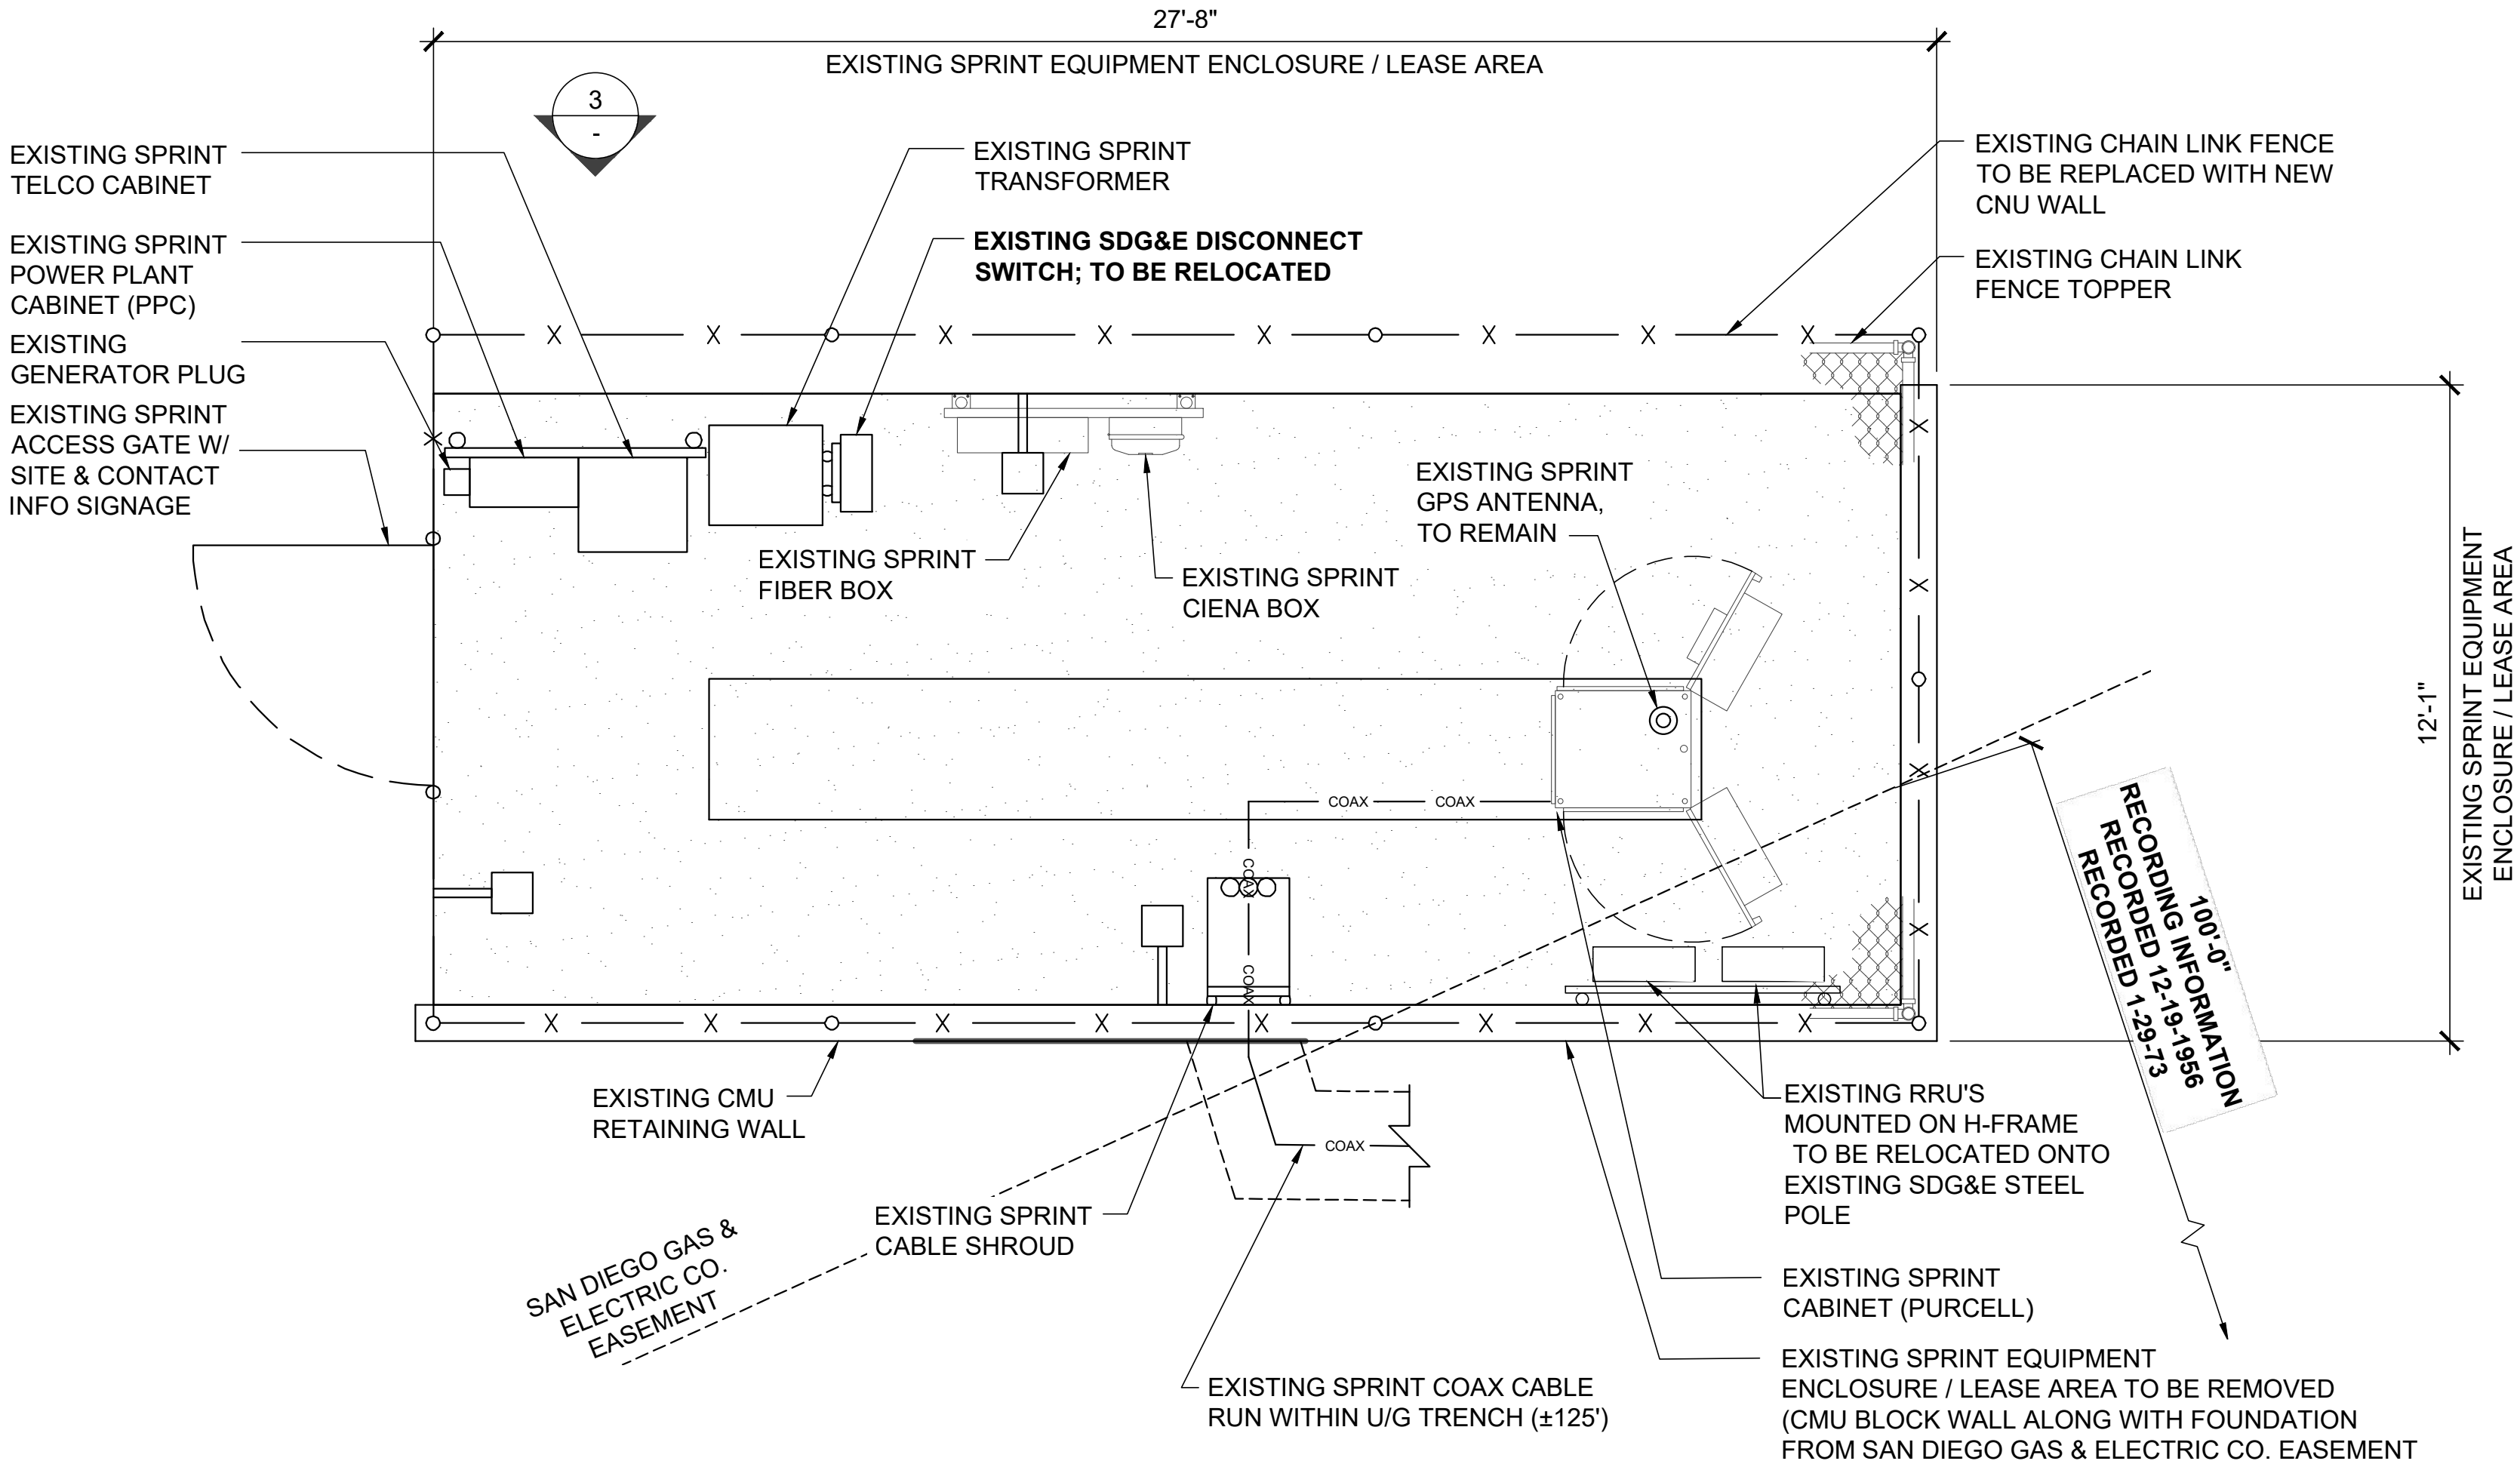 27'-8"
EXISTING SPRINT EQUIPMENT ENCLOSURE / LEASE AREA
3
-
EXISTING SPRINT
TELCO CABINET
EXISTING SPRINT
POWER PLANT
CABINET (PPC)
EXISTING
GENERATOR PLUG
EXISTING SPRINT
ACCESS GATE W/
SITE & CONTACT
INFO SIGNAGE
EXISTING SPRINT
TRANSFORMER
EXISTING SDG&E DISCONNECT
SWITCH; TO BE RELOCATED
EXISTING CHAIN LINK FENCE
TO BE REPLACED WITH NEW
CNU WALL
EXISTING CHAIN LINK
FENCE TOPPER
EXISTING SPRINT
FIBER BOX
EXISTING SPRINT
CIENA BOX
EXISTING SPRINT
GPS ANTENNA,
TO REMAIN
COAX
COAX
COAX
COAX
COAX
12'-1"
EXISTING SPRINT EQUIPMENT
ENCLOSURE / LEASE AREA
100'-0"
RECORDING INFORMATION
RECORDED 12-19-1956
RECORDED 1-29-73
EXISTING CMU
RETAINING WALL
EXISTING SPRINT
CABLE SHROUD
SAN DIEGO GAS &
ELECTRIC CO.
EASEMENT
EXISTING SPRINT COAX CABLE
RUN WITHIN U/G TRENCH (±125')
EXISTING RRU'S
MOUNTED ON H-FRAME
TO BE RELOCATED ONTO
EXISTING SDG&E STEEL
POLE
EXISTING SPRINT
CABINET (PURCELL)
EXISTING SPRINT EQUIPMENT
ENCLOSURE / LEASE AREA TO BE REMOVED
(CMU BLOCK WALL ALONG WITH FOUNDATION
FROM SAN DIEGO GAS & ELECTRIC CO. EASEMENT